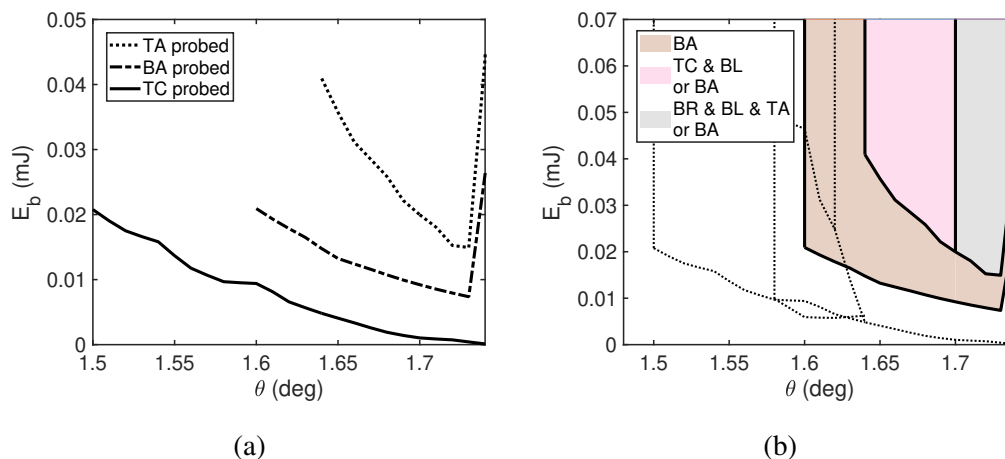 0.05
0.04
0.03
0.02
0.01
0
E_b (mJ)
TA probed
BA probed
TC probed
1.5
1.55
1.6
1.65
1.7
θ (deg)
(a)
0.07
0.06
0.05
0.04
0.03
0.02
0.01
0
E_b (mJ)
BA
TC & BL
or BA
BR & BL & TA
or BA
1.5
1.55
1.6
1.65
1.7
θ (deg)
(b)